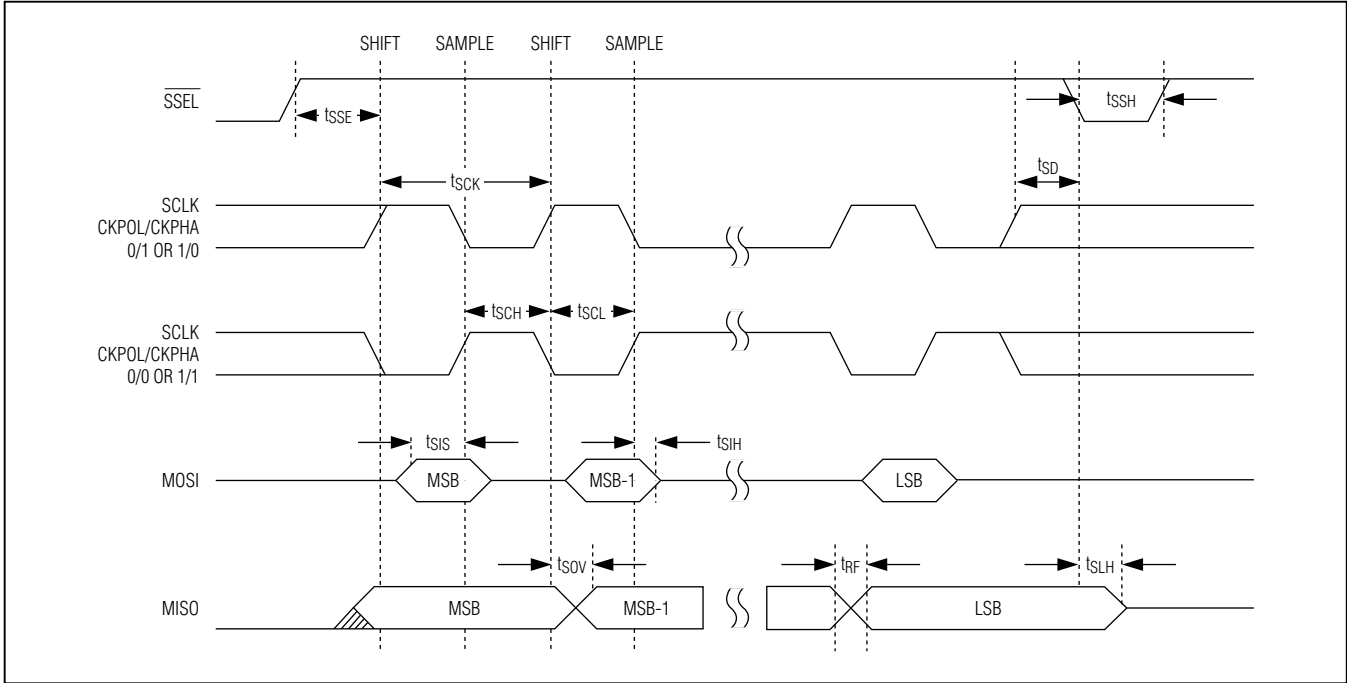 SHIFT SAMPLE SHIFT SAMPLE
SSEL
tSSE
tSSH
tSD
tSCK
SCLK
CKPOL/CKPHA
0/1 OR 1/0
tSCH tSCL
SCLK
CKPOL/CKPHA
0/0 OR 1/1
tSIS tSIH
MOSI MSB MSB-1 LSB
tSOV tRF tSLH
MISO MSB MSB-1 LSB